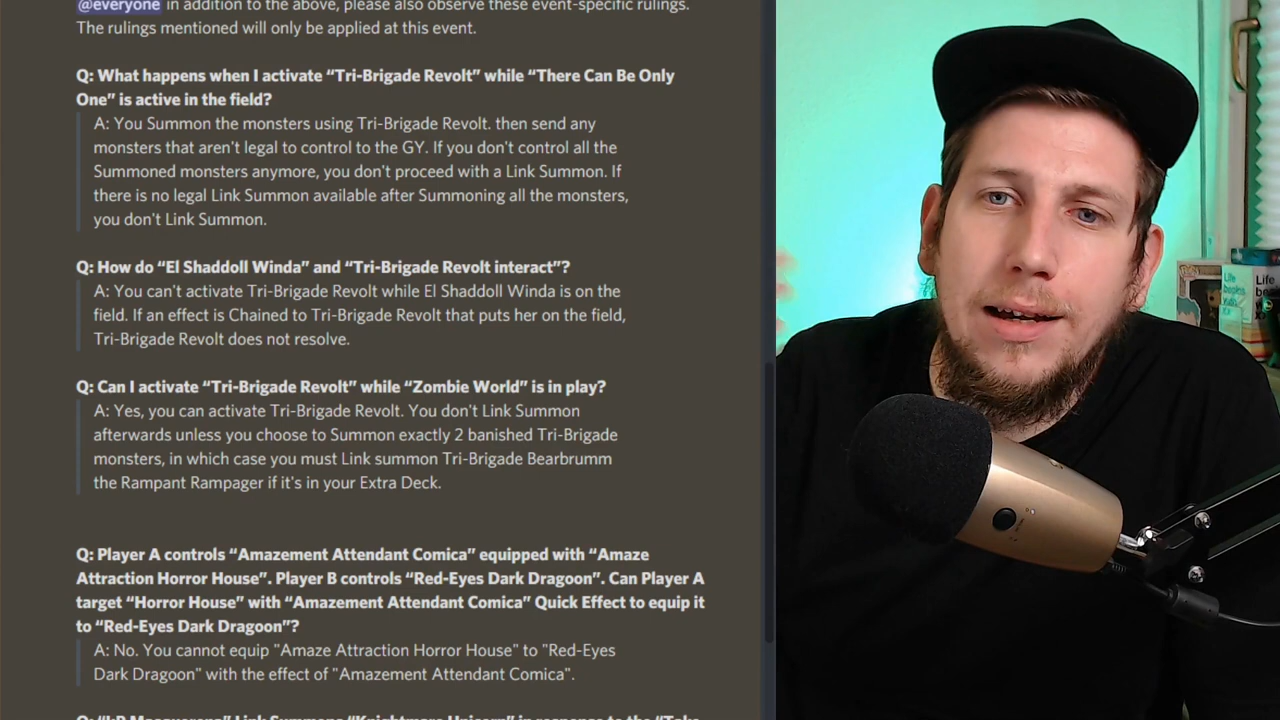 @everyone in addition to the above, please also observe these event-specific rulings.
The rulings mentioned will only be applied at this event.
Q: What happens when I activate “Tri-Brigade Revolt” while “There Can Be Only
One” is active in the field?
A: You Summon the monsters using Tri-Brigade Revolt. then send any
monsters that aren't legal to control to the GY. If you don't control all the
Summoned monsters anymore, you don't proceed with a Link Summon. If
there is no legal Link Summon available after Summoning all the monsters,
you don't Link Summon.
Q: How do “El Shaddoll Winda” and “Tri-Brigade Revolt interact”?
A: You can't activate Tri-Brigade Revolt while El Shaddoll Winda is on the
field. If an effect is Chained to Tri-Brigade Revolt that puts her on the field,
Tri-Brigade Revolt does not resolve.
Q: Can I activate “Tri-Brigade Revolt” while “Zombie World” is in play?
A: Yes, you can activate Tri-Brigade Revolt. You don't Link Summon
afterwards unless you choose to Summon exactly 2 banished Tri-Brigade
monsters, in which case you must Link summon Tri-Brigade Bearbrumm
the Rampant Rampager if it's in your Extra Deck.
Q: Player A controls “Amazement Attendant Comica” equipped with “Amaze
Attraction Horror House”. Player B controls “Red-Eyes Dark Dragoon”. Can Player A
target “Horror House” with “Amazement Attendant Comica” Quick Effect to equip it
to “Red-Eyes Dark Dragoon”?
A: No. You cannot equip "Amaze Attraction Horror House" to "Red-Eyes
Dark Dragoon" with the effect of "Amazement Attendant Comica".
Link Summons “Knightmare Unicorn” in response to the “Take
Life
Life